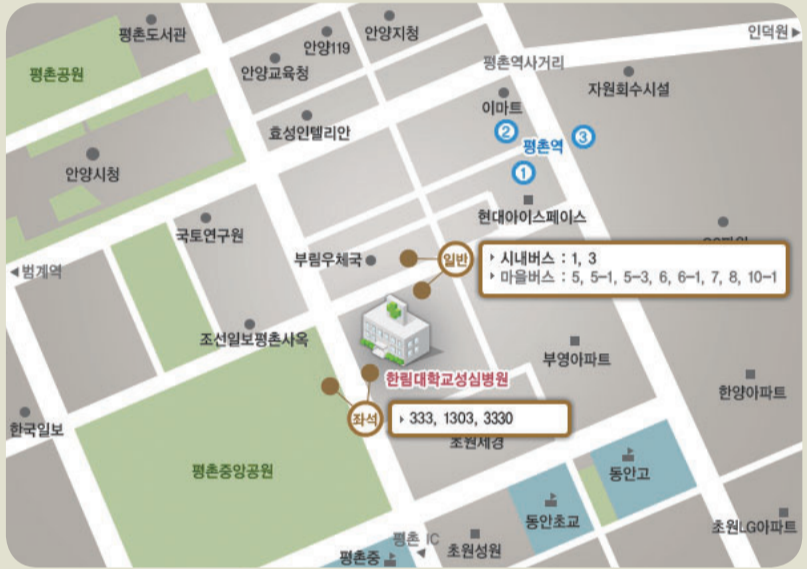 평촌도서관
안양119
안양지청
인덕원▶
평촌공원
안양교육청
평촌역사거리
자원회수시설
이마트
효성인텔리안
② ③
평촌역
①
안양시청
현대아이스페이스
국토연구원
부림우체국
일반
▸ 시내버스 : 1, 3
▸ 마을버스 : 5, 5-1, 5-3, 6, 6-1, 7, 8, 10-1
◀범계역
조선일보평촌사옥
부영아파트
한림대학교성심병원
한양아파트
좌석
▸ 333, 1303, 3330
한국일보
초원세경
평촌중앙공원
동안고
동안초교
초원LG아파트
평촌 IC
초원성원
평촌중